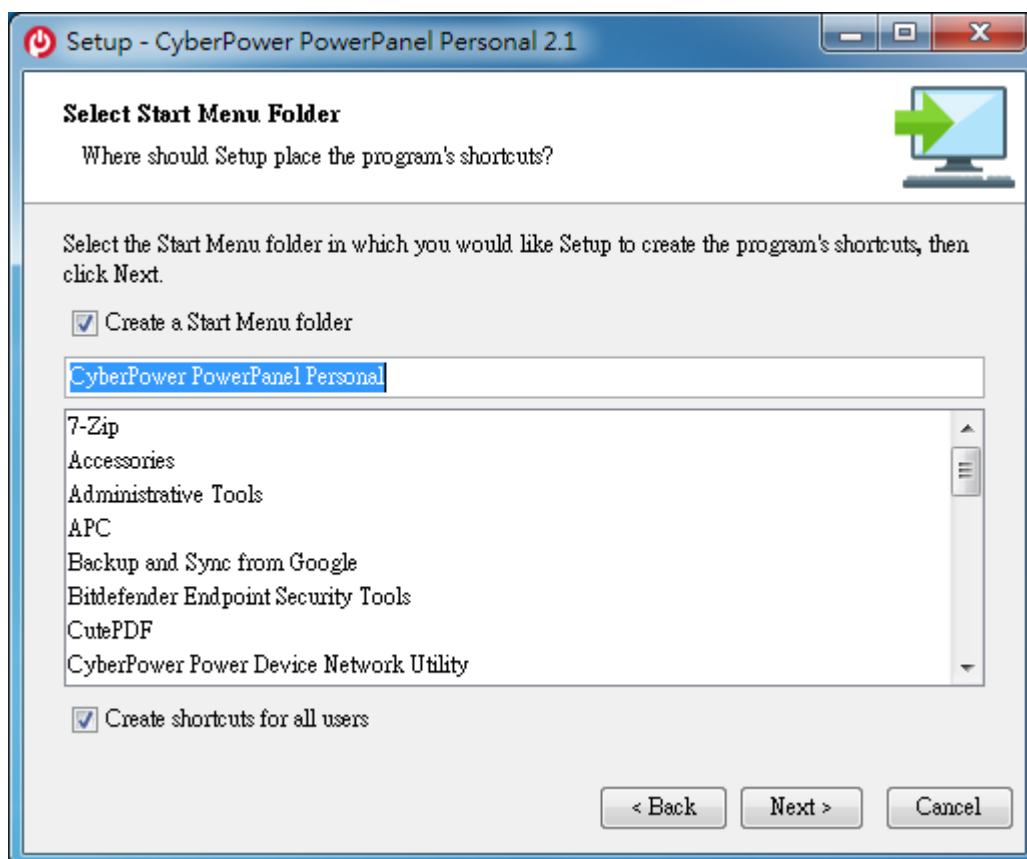 Setup - CyberPower PowerPanel Personal 2.1
Select Start Menu Folder
Where should Setup place the program's shortcuts?
Select the Start Menu folder in which you would like Setup to create the program's shortcuts, then
click Next.
Create a Start Menu folder
CyberPower PowerPanel Personal
7-Zip
Accessories
Administrative Tools
APC
Backup and Sync from Google
Bitdefender Endpoint Security Tools
CutePDF
CyberPower Power Device Network Utility
Create shortcuts for all users
< Back Next > Cancel